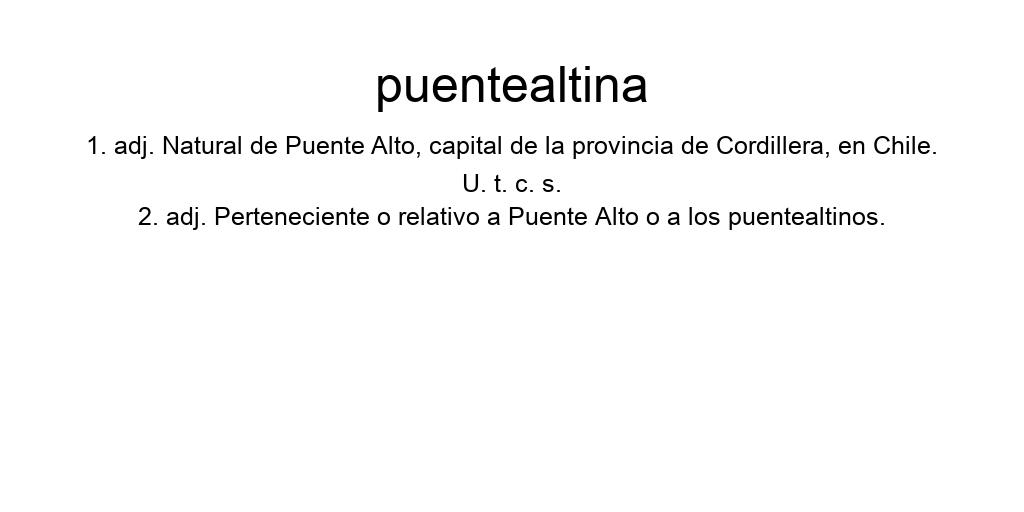 puentealtina
1. adj. Natural de Puente Alto, capital de la provincia de Cordillera, en Chile.
U. t. c. s.
2. adj. Perteneciente o relativo a Puente Alto o a los puentealtinos.